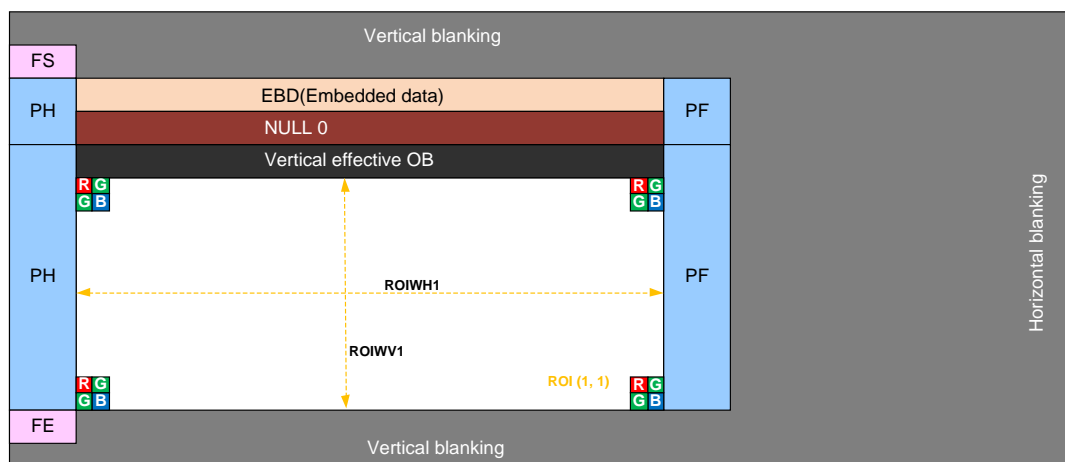 Vertical blanking
FS
PH
EBD(Embedded data)
PF
NULL 0
Vertical effective OB
R G
G B
R G
G B
PH
ROIWH1
PF
Horizontal blanking
ROIWV1
ROI (1, 1)
R G
G B
R G
G B
FE
Vertical blanking